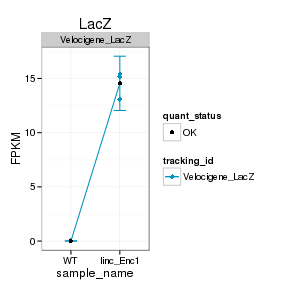 LacZ
Velocigene_LacZ
15
10
5
0
FPKM
WT linc_Enc1
sample_name
quant_status
OK
tracking_id
Velocigene_LacZ